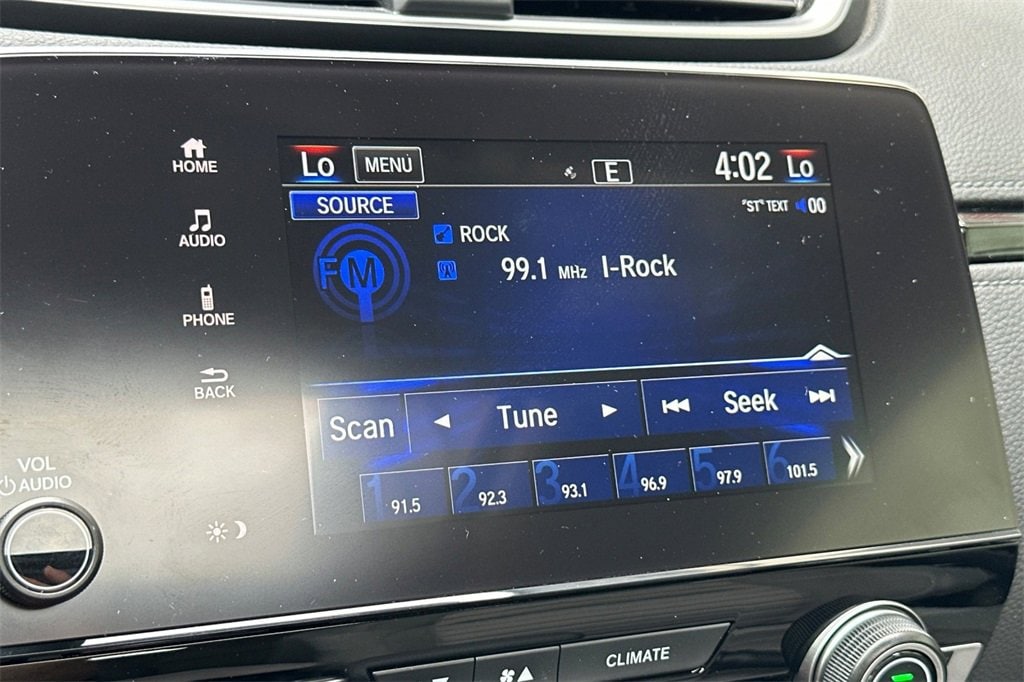 Lo MENU E 4:02 Lo
SOURCE
"ST" TEXT 00
ROCK
FM
99.1 MHz I-Rock
Scan Tune Seek
1 91.5 2 92.3 3 93.1 4 96.9 5 97.9 6 101.5
HOME
AUDIO
PHONE
BACK
VOL
AUDIO
CLIMATE